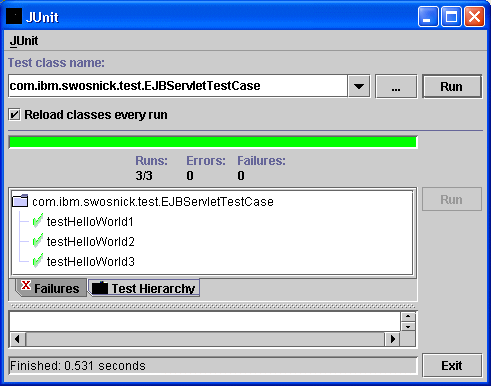 JUnit
JUnit
Test class name:
com.ibm.swosnick.test.EJBServletTestCase ... Run
Reload classes every run
Runs: Errors: Failures:
3/3 0 0
com.ibm.swosnick.test.EJBServletTestCase Run
testHelloWorld1
testHelloWorld2
testHelloWorld3
Failures Test Hierarchy
Finished: 0.531 seconds Exit